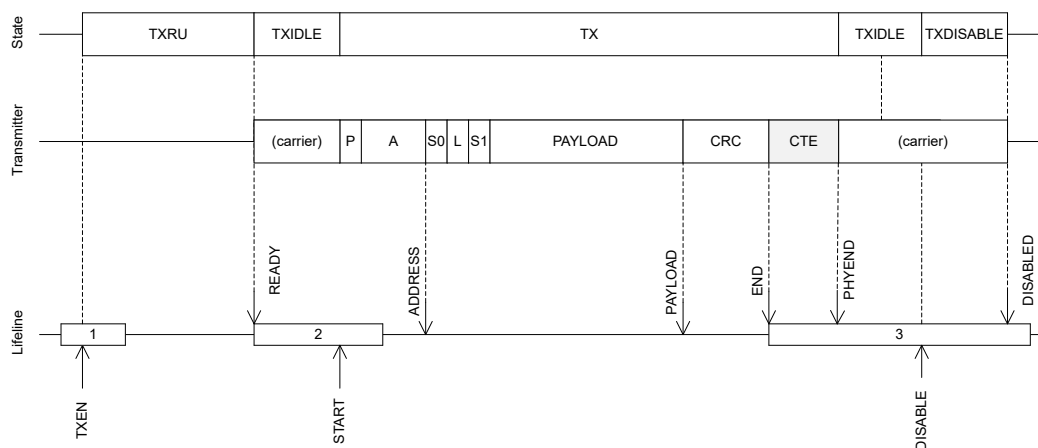 State
TXRU
TXIDLE
TX
TXIDLE
TXDISABLE
Transmitter
(carrier)
P
A
S0
L
S1
PAYLOAD
CRC
CTE
(carrier)
READY
ADDRESS
PAYLOAD
END
PHYEND
DISABLED
Lifeline
1
2
3
TXEN
START
DISABLE